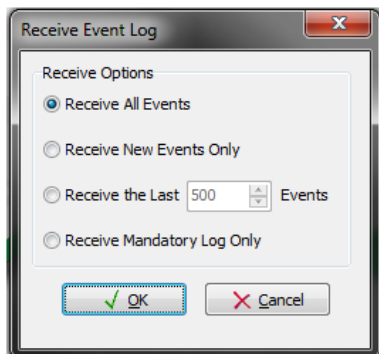 Receive Event Log
Receive Options
Receive All Events
Receive New Events Only
Receive the Last 500 Events
Receive Mandatory Log Only
OK Cancel